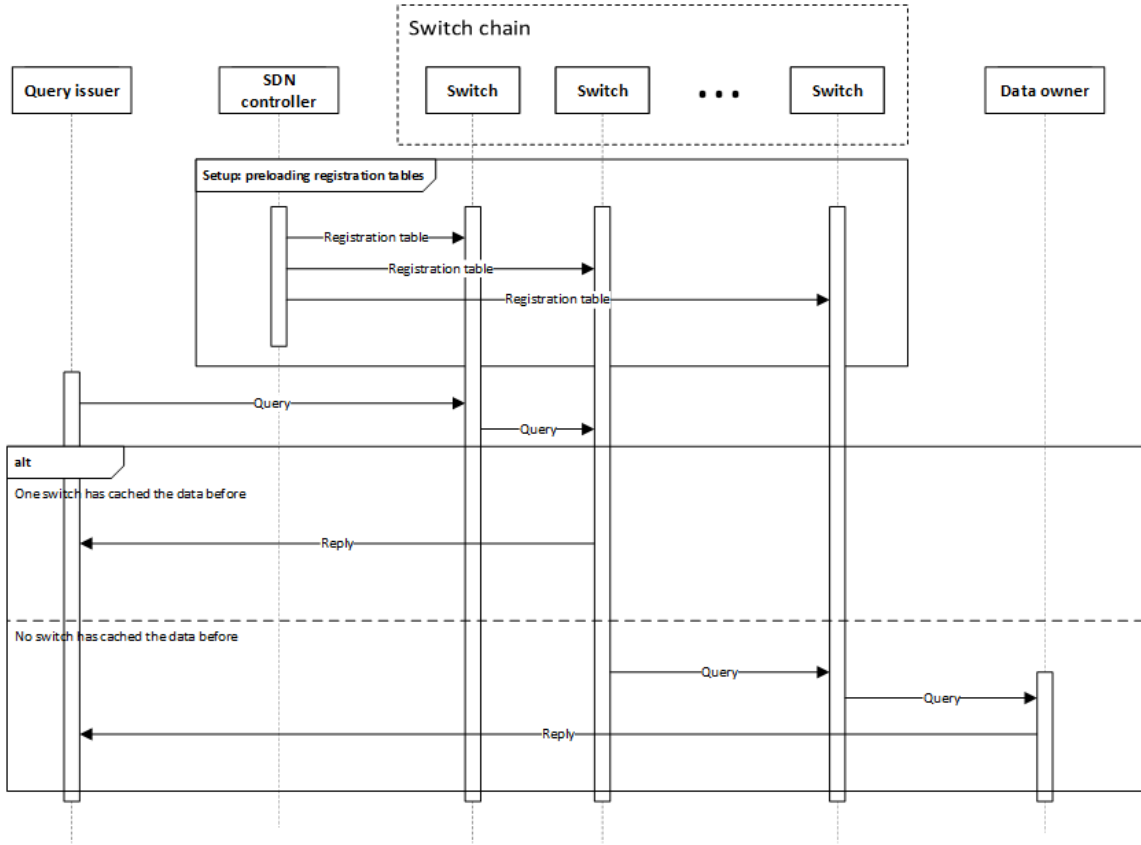 Switch chain
Query issuer
SDN
controller
Switch
Switch
...
Switch
Data owner
Setup: preloading registration tables
Registration table
Registration table
Registration table
Query
Query
alt
One switch has cached the data before
Reply
No switch has cached the data before
Query
Query
Reply